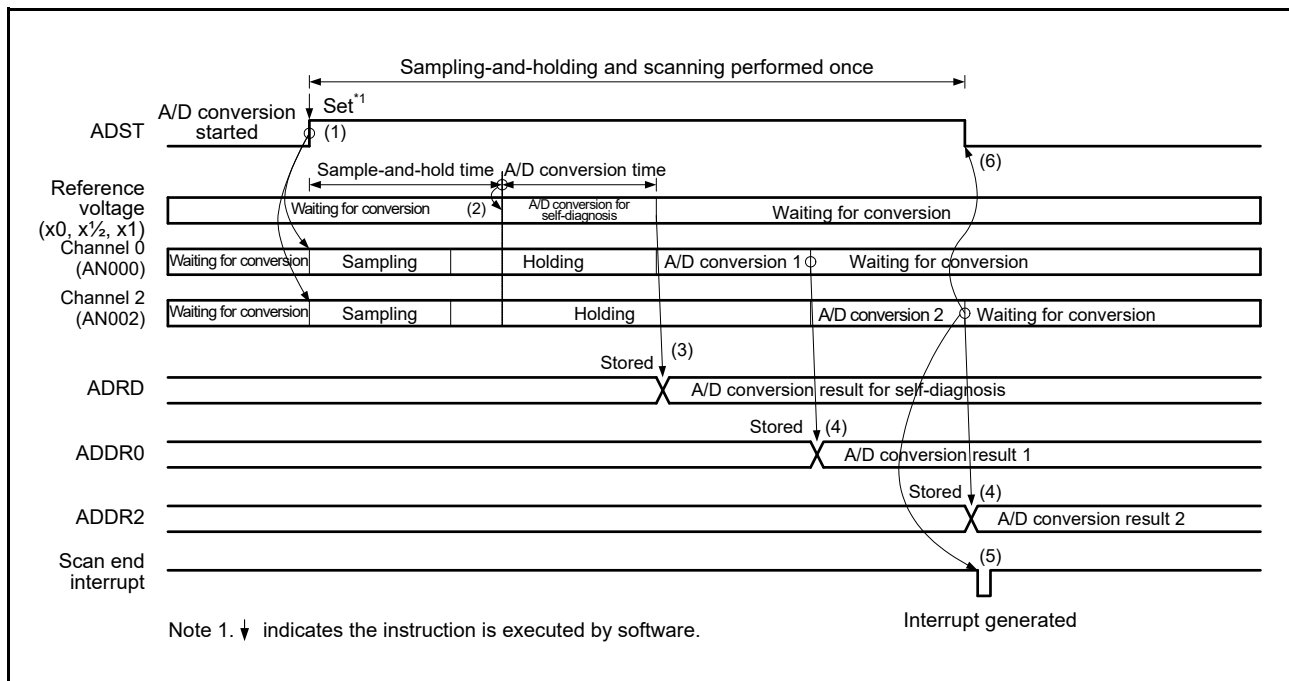 Sampling-and-holding and scanning performed once
A/D conversion
started
Set*1
ADST
(1)
(6)
Sample-and-hold time
A/D conversion time
Reference
voltage
(x0, x½, x1)
Waiting for conversion
(2)
A/D conversion for
self-diagnosis
Waiting for conversion
Channel 0
(AN000)
Waiting for conversion
Sampling
Holding
A/D conversion 1
Waiting for conversion
Channel 2
(AN002)
Waiting for conversion
Sampling
Holding
A/D conversion 2
Waiting for conversion
Stored
(3)
ADRD
A/D conversion result for self-diagnosis
Stored
(4)
ADDR0
A/D conversion result 1
Stored
(4)
ADDR2
A/D conversion result 2
Scan end
interrupt
(5)
Interrupt generated
Note 1. ↓ indicates the instruction is executed by software.